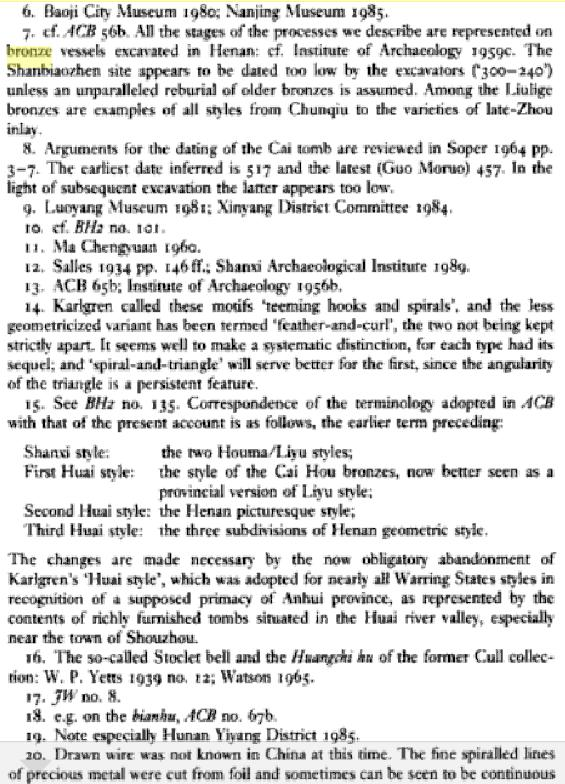 6. Baoji City Museum 1980; Nanjing Museum 1985.
7. cf. ACB 56b. All the stages of the processes we describe are represented on
bronze vessels excavated in Henan: cf. Institute of Archaeology 1959c. The
Shanbiaozhen site appears to be dated too low by the excavators ('300–240')
unless an unparalleled reburial of older bronzes is assumed. Among the Liulige
bronzes are examples of all styles from Chunqiu to the varieties of late-Zhou
inlay.
8. Arguments for the dating of the Cai tomb are reviewed in Soper 1964 pp.
3–7. The earliest date inferred is 517 and the latest (Guo Moruo) 457. In the
light of subsequent excavation the latter appears too low.
9. Luoyang Museum 1981; Xinyang District Committee 1984.
10. cf. BH2 no. 101.
11. Ma Chengyuan 1960.
12. Salles 1934 pp. 146 ff.; Shanxi Archaeological Institute 1989.
13. ACB 65b; Institute of Archaeology 1956b.
14. Karlgren called these motifs 'teeming hooks and spirals', and the less
geometricized variant has been termed 'feather-and-curl', the two not being kept
strictly apart. It seems well to make a systematic distinction, for each type had its
sequel; and 'spiral-and-triangle' will serve better for the first, since the angularity
of the triangle is a persistent feature.
15. See BH2 no. 135. Correspondence of the terminology adopted in ACB
with that of the present account is as follows, the earlier term preceding:
Shanxi style: the two Houma/Liyu styles;
First Huai style: the style of the Cai Hou bronzes, now better seen as a
provincial version of Liyu style;
Second Huai style: the Henan picturesque style;
Third Huai style: the three subdivisions of Henan geometric style.
The changes are made necessary by the now obligatory abandonment of
Karlgren's 'Huai style', which was adopted for nearly all Warring States styles in
recognition of a supposed primacy of Anhui province, as represented by the
contents of richly furnished tombs situated in the Huai river valley, especially
near the town of Shouzhou.
16. The so-called Stoclet bell and the Huangchi hu of the former Cull collec-
tion: W. P. Yetts 1939 no. 12; Watson 1965.
17. JW no. 8.
18. e.g. on the bianhu, ACB no. 67b.
19. Note especially Hunan Yiyang District 1985.
20. Drawn wire was not known in China at this time. The fine spiralled lines
of precious metal were cut from foil and sometimes can be seen to be continuous